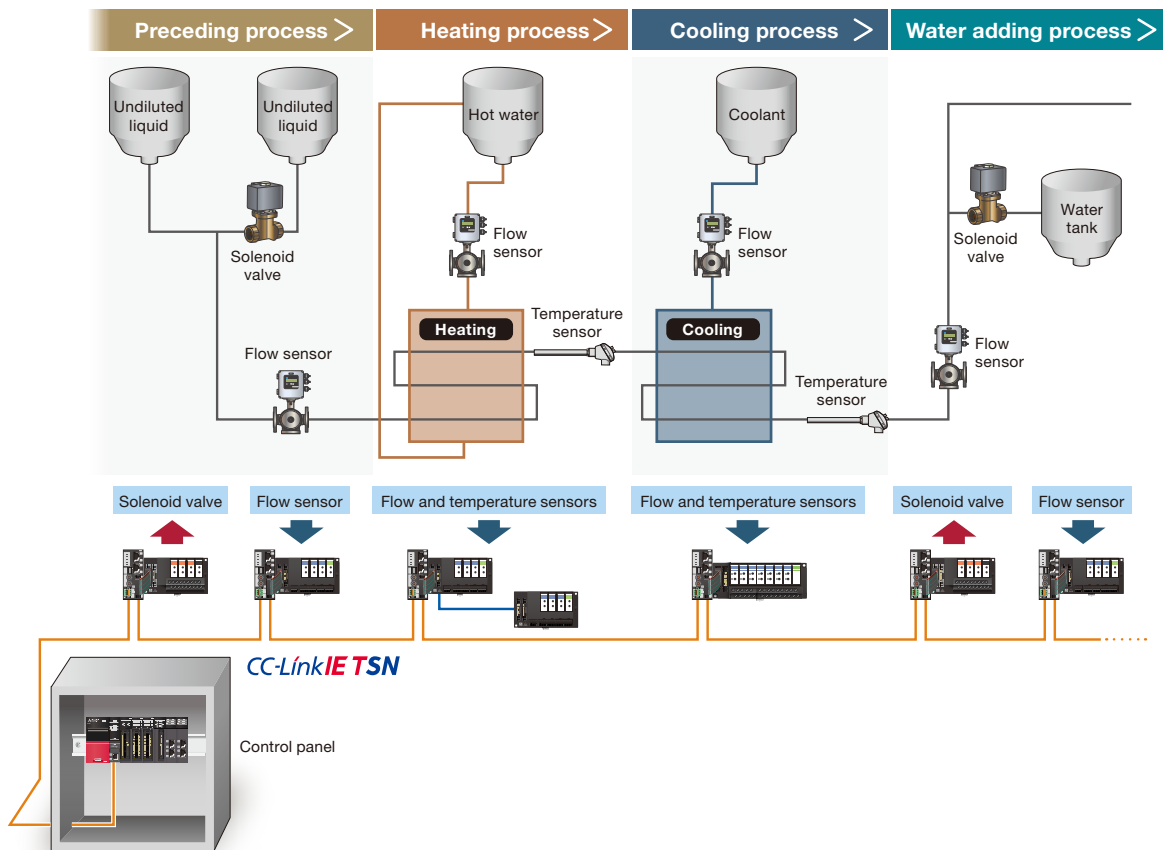 Preceding process >
Heating process >
Cooling process >
Water adding process >
Undiluted
liquid
Undiluted
liquid
Hot water
Coolant
Solenoid
valve
Flow
sensor
Flow
sensor
Solenoid
valve
Water
tank
Heating
Temperature
sensor
Cooling
Flow sensor
Temperature
sensor
Flow
sensor
Solenoid valve
Flow sensor
Flow and temperature sensors
Flow and temperature sensors
Solenoid valve
Flow sensor
CC-Link IE TSN
Control panel